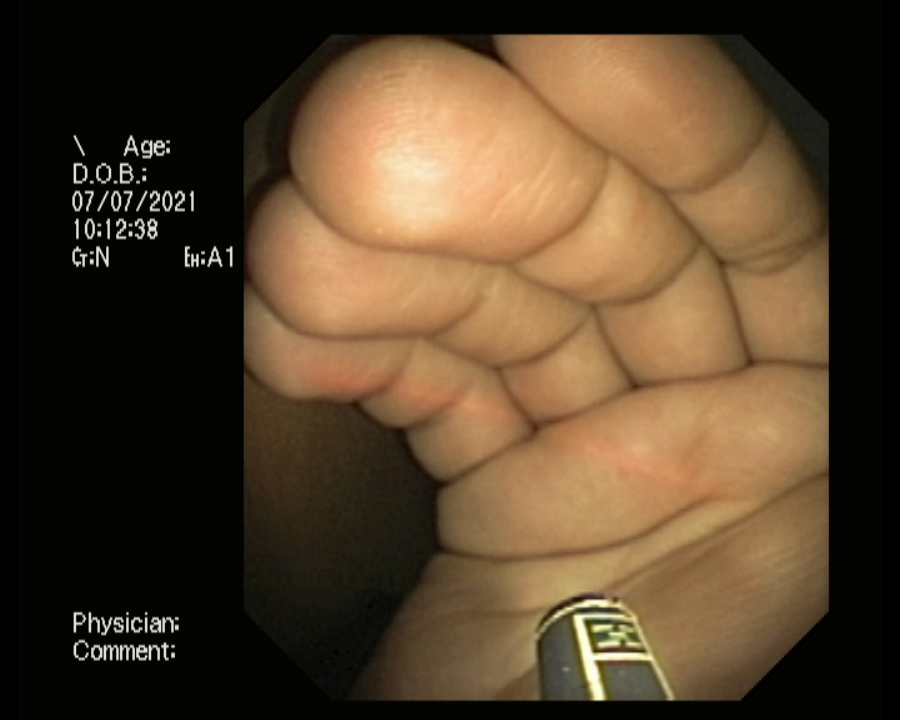 \ Age:
D.O.B.:
07/07/2021
10:12:38
Cr:N Eh:A1
Physician:
Comment: